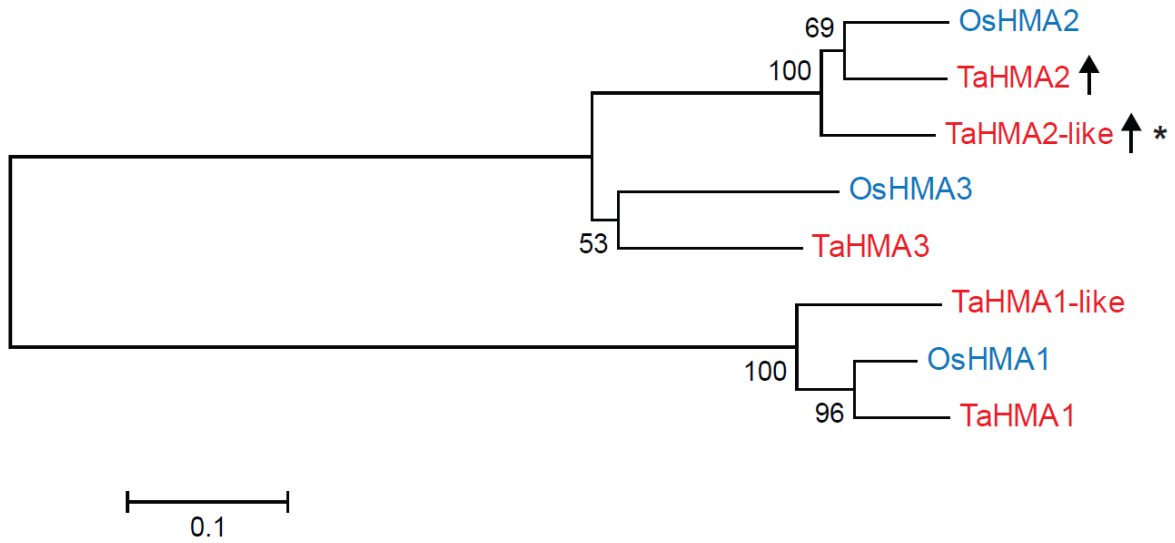 69
OsHMA2
100
TaHMA2
TaHMA2-like *
OsHMA3
53
TaHMA3
TaHMA1-like
OsHMA1
100
96
TaHMA1
0.1